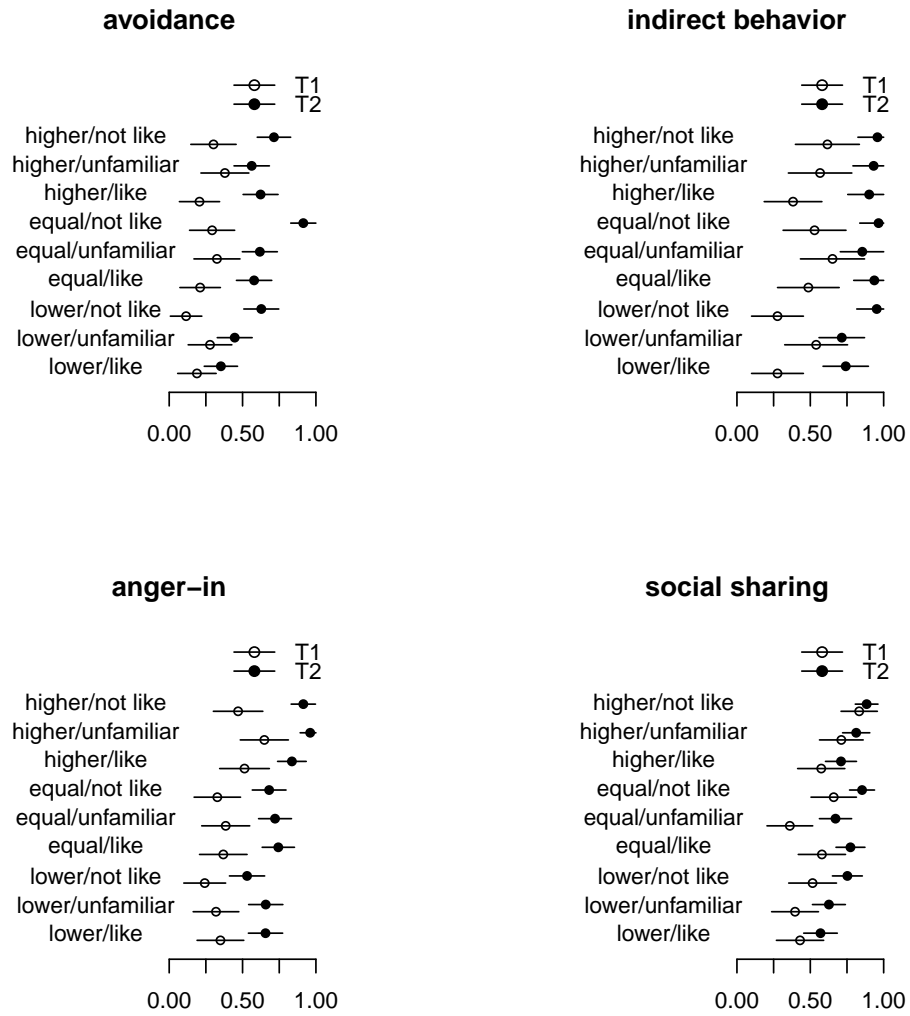 avoidance
T1
T2
higher/not like
higher/unfamiliar
higher/like
equal/not like
equal/unfamiliar
equal/like
lower/not like
lower/unfamiliar
lower/like
0.00 0.50 1.00
indirect behavior
T1
T2
higher/not like
higher/unfamiliar
higher/like
equal/not like
equal/unfamiliar
equal/like
lower/not like
lower/unfamiliar
lower/like
0.00 0.50 1.00
anger−in
T1
T2
higher/not like
higher/unfamiliar
higher/like
equal/not like
equal/unfamiliar
equal/like
lower/not like
lower/unfamiliar
lower/like
0.00 0.50 1.00
social sharing
T1
T2
higher/not like
higher/unfamiliar
higher/like
equal/not like
equal/unfamiliar
equal/like
lower/not like
lower/unfamiliar
lower/like
0.00 0.50 1.00